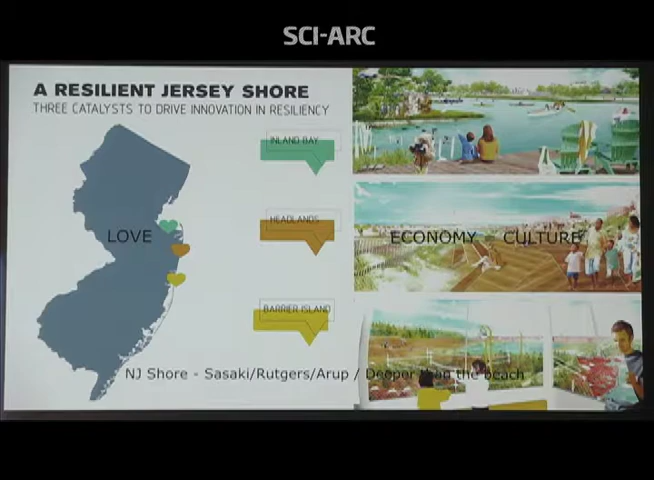 SCI-ARC
A RESILIENT JERSEY SHORE
THREE CATALYSTS TO DRIVE INNOVATION IN RESILIENCY
INLAND BAY
LOVE
HEADLANDS
ECONOMY
CULTURE
BARRIER ISLAND
NJ Shore - Sasaki/Rutgers/Arup / Deeper than the beach